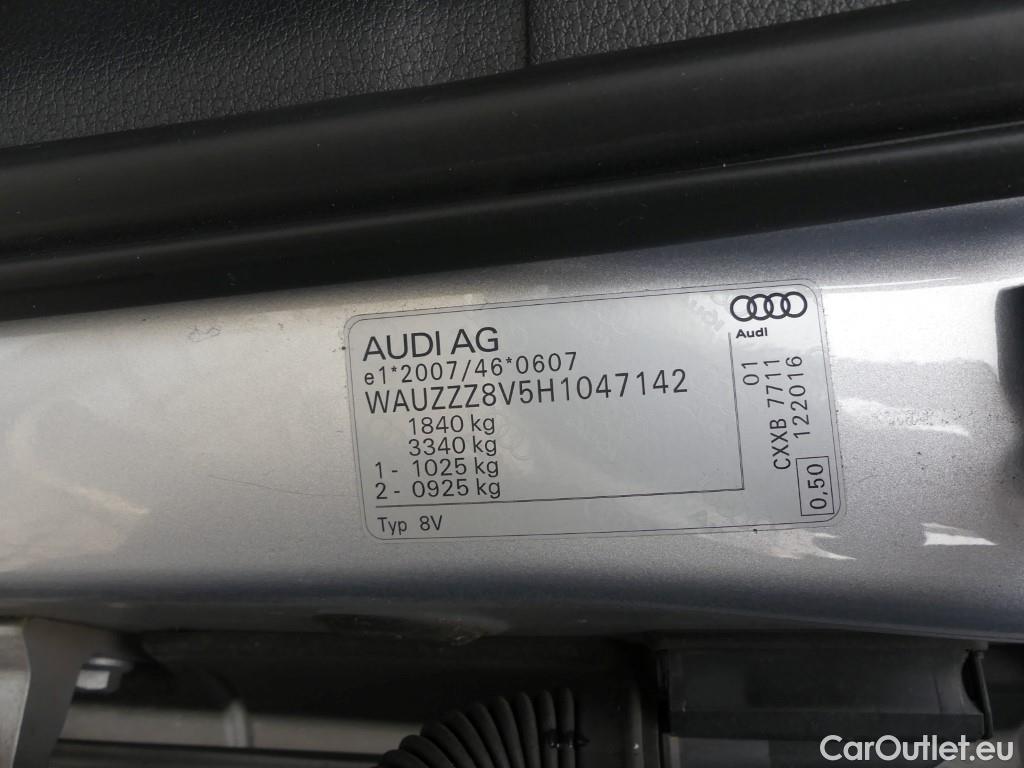 AUDI AG
e1*2007/46*0607
WAUZZZ8V5H1047142
1840 kg
3340 kg
1 - 1025 kg
2 - 0925 kg
Typ 8V
Audi
01
CXXB 7711
122016
0,50
CarOutlet.eu